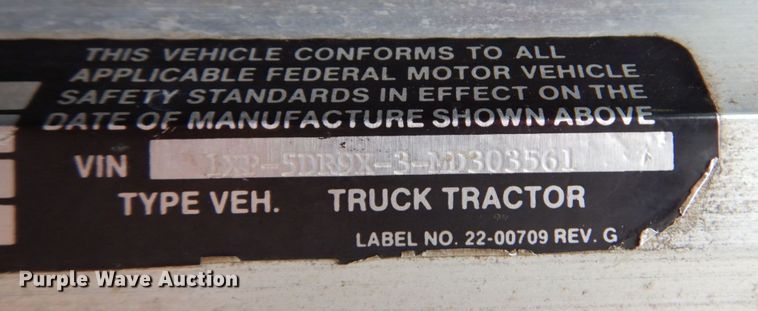 THIS VEHICLE CONFORMS TO ALL
APPLICABLE FEDERAL MOTOR VEHICLE
SAFETY STANDARDS IN EFFECT ON THE
DATE OF MANUFACTURE SHOWN ABOVE
VIN 1XP-5DR9X-3-MD303561
TYPE VEH. TRUCK TRACTOR
LABEL NO. 22-00709 REV. G
Purple Wave Auction